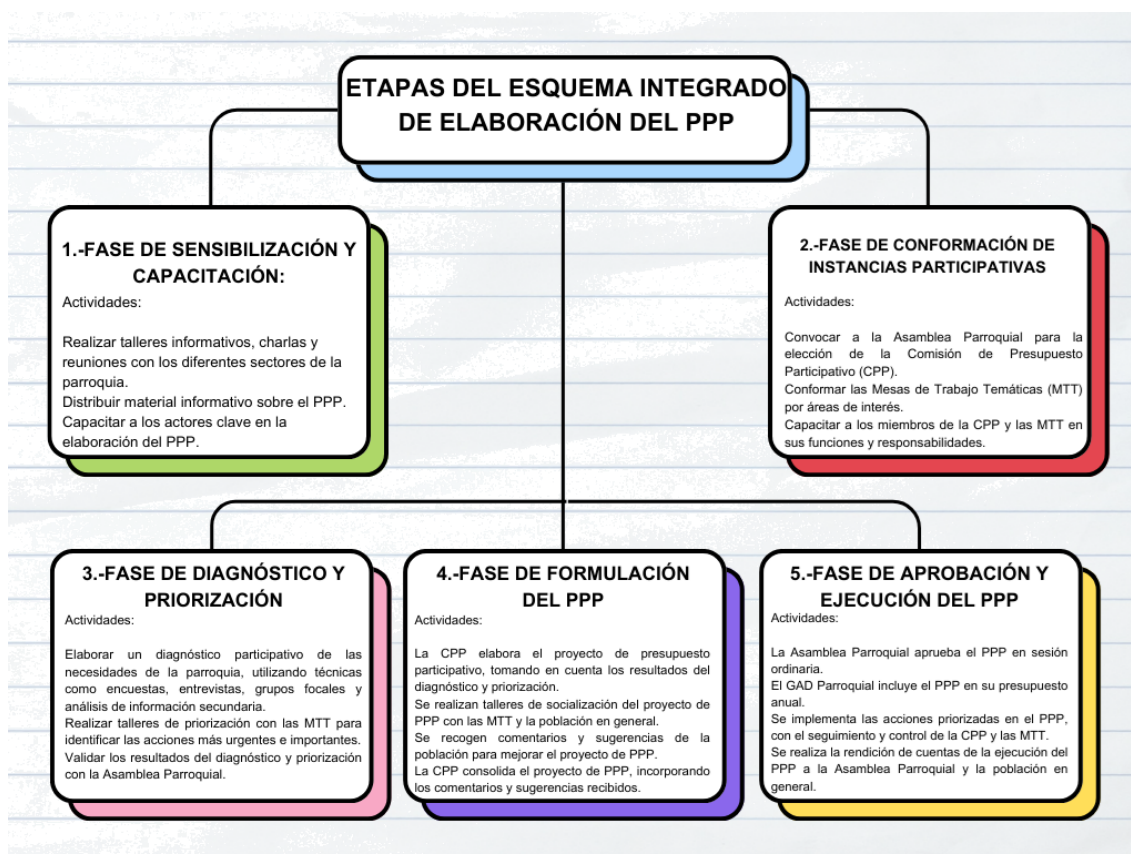 ETAPAS DEL ESQUEMA INTEGRADO
DE ELABORACIÓN DEL PPP
1.-FASE DE SENSIBILIZACIÓN Y
CAPACITACIÓN:
Actividades:
Realizar talleres informativos, charlas y
reuniones con los diferentes sectores de la
parroquia.
Distribuir material informativo sobre el PPP.
Capacitar a los actores clave en la
elaboración del PPP.
2.-FASE DE CONFORMACIÓN DE
INSTANCIAS PARTICIPATIVAS
Actividades:
Convocar a la Asamblea Parroquial para la
elección de la Comisión de Presupuesto
Participativo (CPP).
Conformar las Mesas de Trabajo Temáticas (MTT)
por áreas de interés.
Capacitar a los miembros de la CPP y las MTT en
sus funciones y responsabilidades.
3.-FASE DE DIAGNÓSTICO Y
PRIORIZACIÓN
Actividades:
Elaborar un diagnóstico participativo de las
necesidades de la parroquia, utilizando técnicas
como encuestas, entrevistas, grupos focales y
análisis de información secundaria.
Realizar talleres de priorización con las MTT para
identificar las acciones más urgentes e importantes.
Validar los resultados del diagnóstico y priorización
con la Asamblea Parroquial.
4.-FASE DE FORMULACIÓN
DEL PPP
Actividades:
La CPP elabora el proyecto de presupuesto
participativo, tomando en cuenta los resultados del
diagnóstico y priorización.
Se realizan talleres de socialización del proyecto de
PPP con las MTT y la población en general.
Se recogen comentarios y sugerencias de la
población para mejorar el proyecto de PPP.
La CPP consolida el proyecto de PPP, incorporando
los comentarios y sugerencias recibidos.
5.-FASE DE APROBACIÓN Y
EJECUCIÓN DEL PPP
Actividades:
La Asamblea Parroquial aprueba el PPP en sesión
ordinaria.
El GAD Parroquial incluye el PPP en su presupuesto
anual.
Se implementa las acciones priorizadas en el PPP,
con el seguimiento y control de la CPP y las MTT.
Se realiza la rendición de cuentas de la ejecución del
PPP a la Asamblea Parroquial y la población en
general.